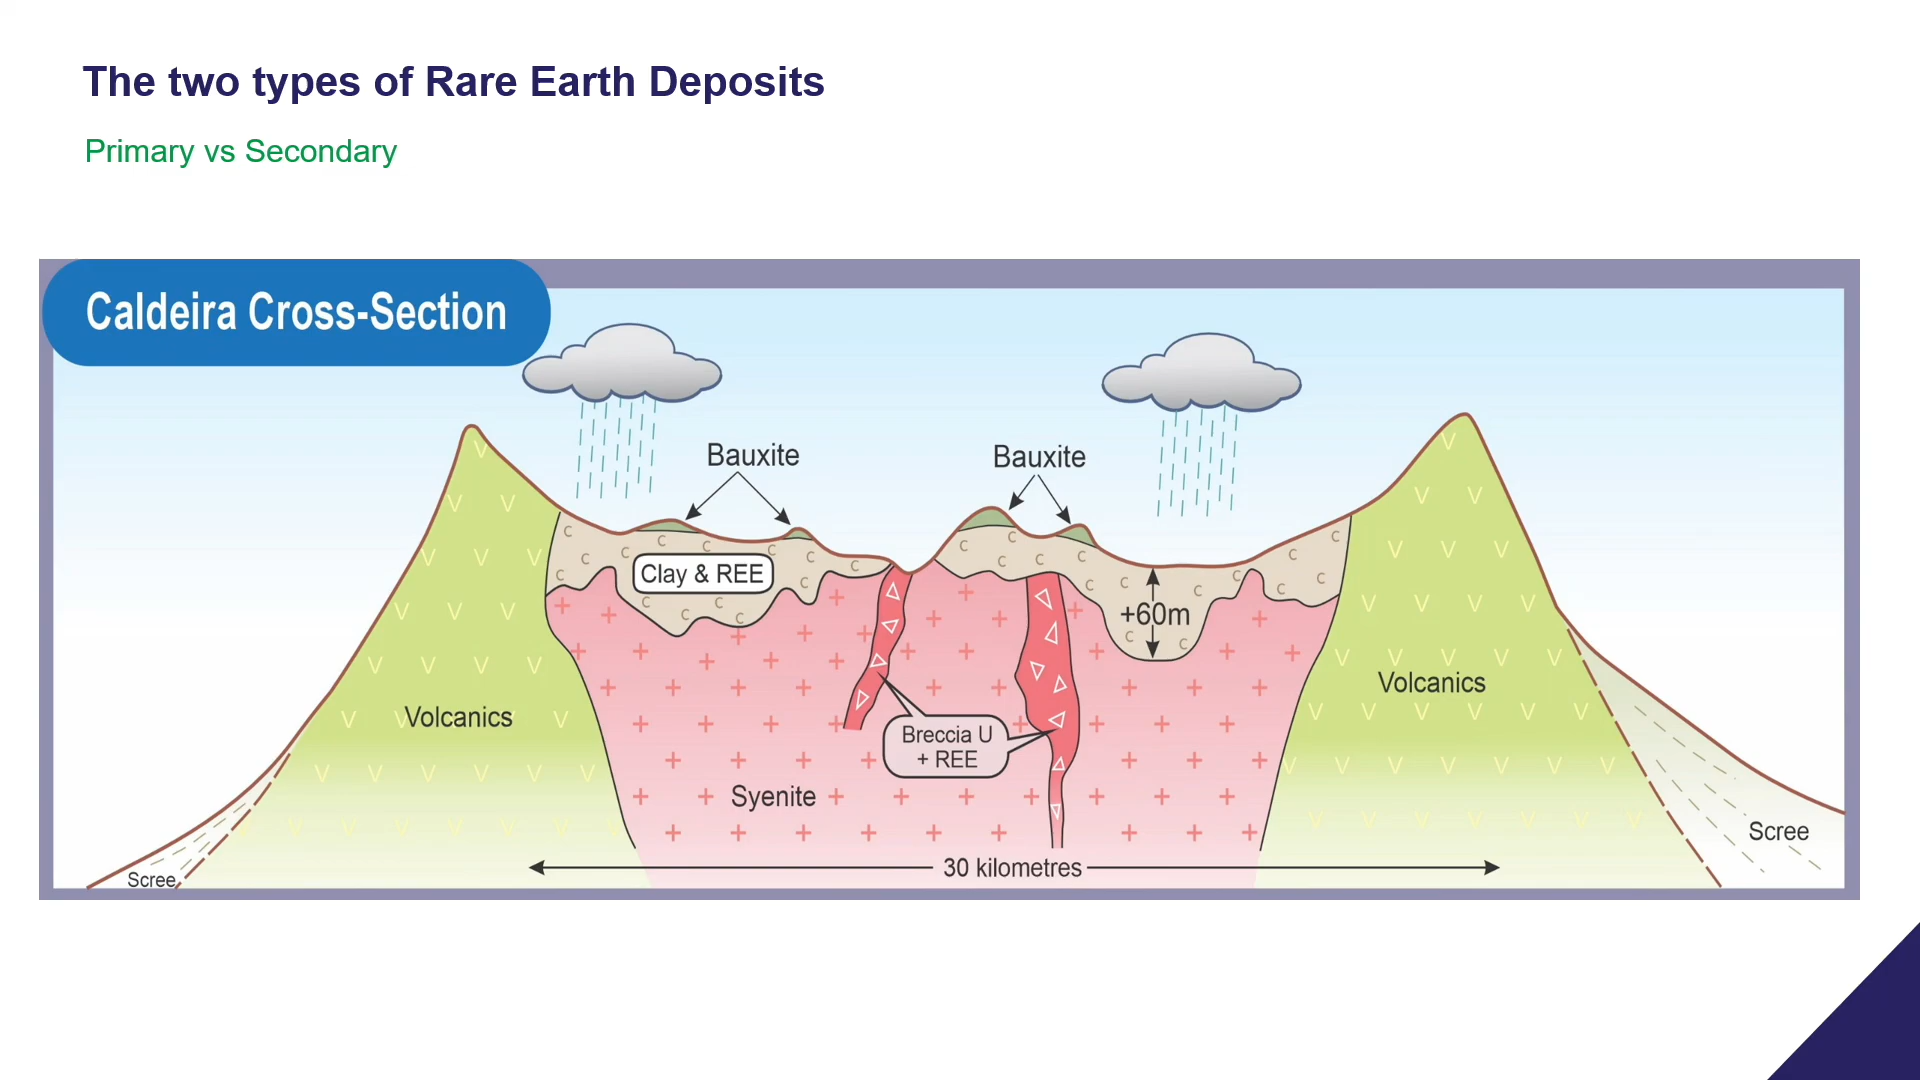 The two types of Rare Earth Deposits
Primary vs Secondary
Caldeira Cross-Section
Bauxite
Bauxite
Clay & REE
+60m
Volcanics
Volcanics
Breccia U
+ REE
Syenite
Scree
30 kilometres
Scree